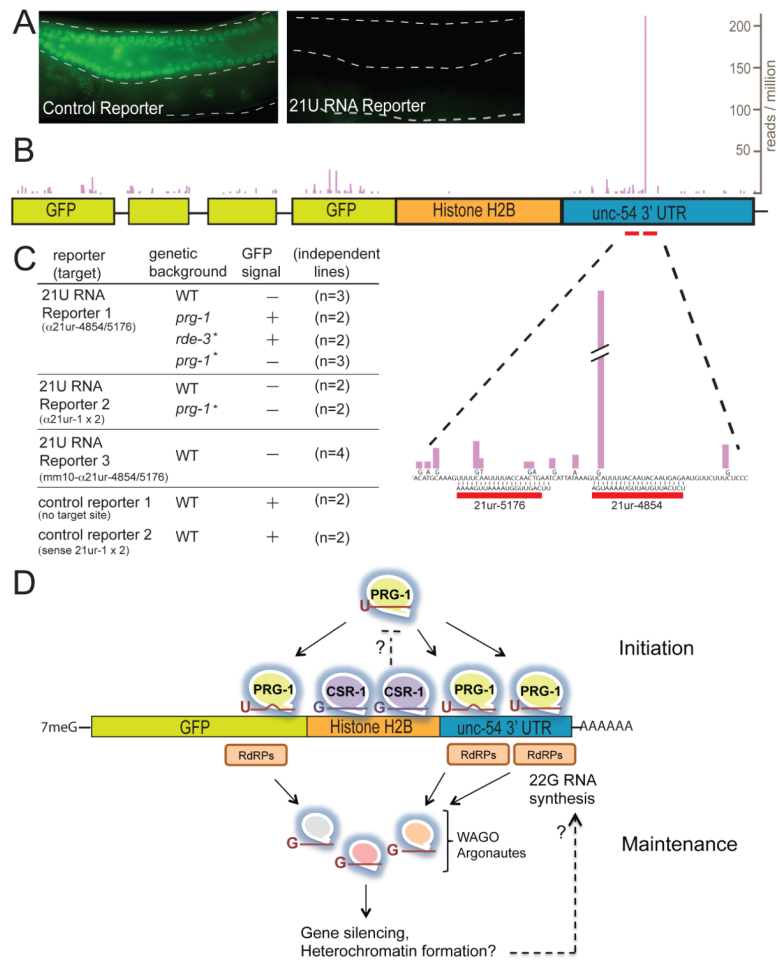 A
Control Reporter
21U RNA Reporter
200
150
100
50
reads / million
B
GFP
GFP
Histone H2B
unc-54 3' UTR
C
reporter (target)
genetic background
GFP signal
(independent lines)
21U RNA Reporter 1 (α21ur-4854/5176)
WT − (n=3)
prg-1 + (n=2)
rde-3* + (n=2)
prg-1* − (n=3)
21U RNA Reporter 2 (α21ur-1 x 2)
WT − (n=2)
prg-1* − (n=2)
21U RNA Reporter 3 (mm10-α21ur-4854/5176)
WT − (n=4)
control reporter 1 (no target site)
WT + (n=2)
control reporter 2 (sense 21ur-1 x 2)
WT + (n=2)
21ur-5176
21ur-4854
D
PRG-1
U
?
Initiation
PRG-1
CSR-1
CSR-1
PRG-1
PRG-1
U G G U U
7meG
GFP
Histone H2B
unc-54 3' UTR
AAAAAA
RdRPs
RdRPs
RdRPs
22G RNA
synthesis
G
G
G
WAGO
Argonautes
?
Maintenance
Gene silencing,
Heterochromatin formation?